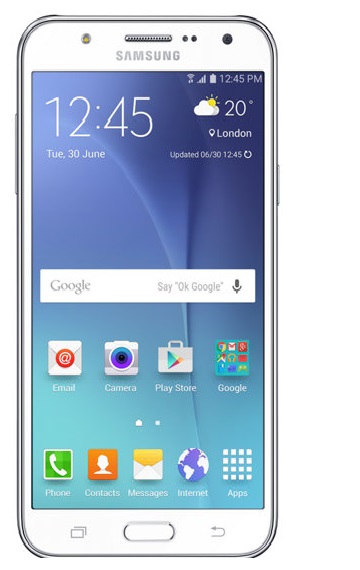 SAMSUNG
12:45 PM
12:45
20°
London
Tue, 30 June
Updated 06/30 12:45
Google
Say "Ok Google"
Email
Camera
Play Store
Google
Phone
Contacts
Messages
Internet
Apps